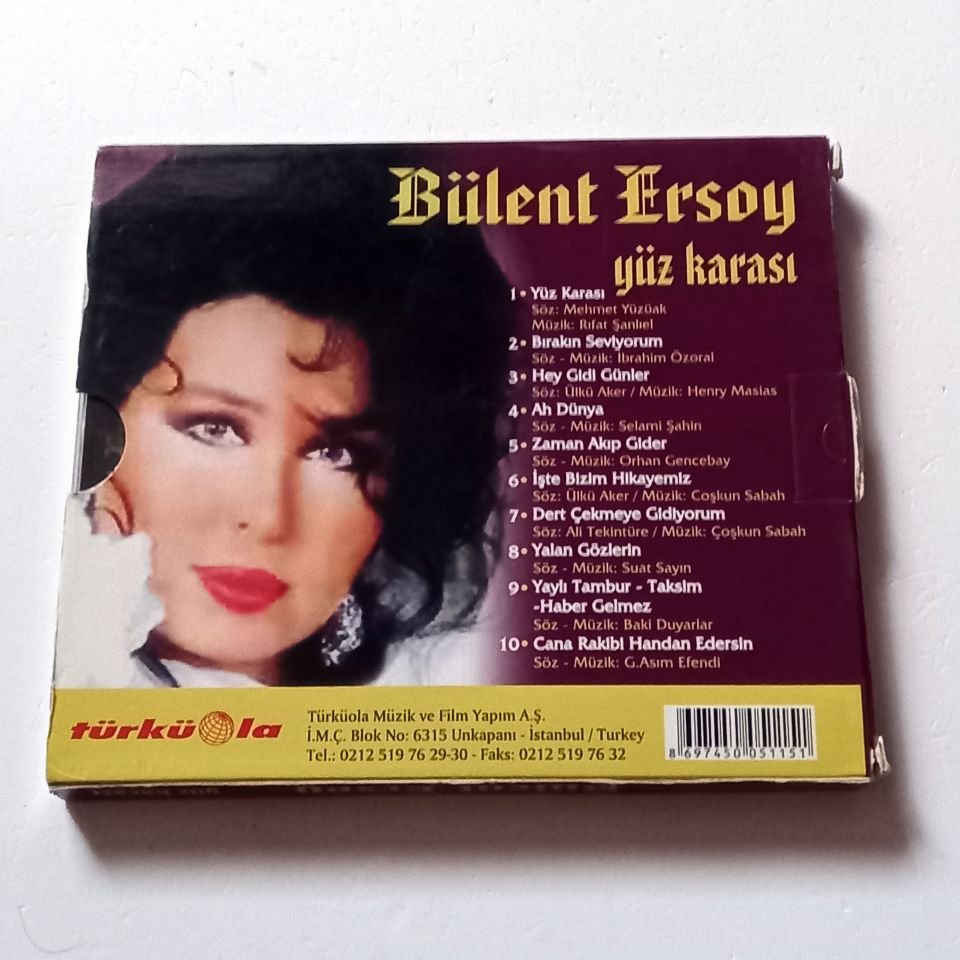 Bülent Ersoy
yüz karası
1• Yüz Karası
Söz: Mehmet Yüzüak
Müzik: Rıfat Şanlıel
2• Bırakın Seviyorum
Söz - Müzik: İbrahim Özoral
3• Hey Gidi Günler
Söz: Ülkü Aker / Müzik: Henry Masias
4• Ah Dünya
Söz - Müzik: Selami Şahin
5• Zaman Akıp Gider
Söz - Müzik: Orhan Gencebay
6• İşte Bizim Hikayemiz
Söz: Ülkü Aker / Müzik: Coşkun Sabah
7• Dert Çekmeye Gidiyorum
Söz: Ali Tekintüre / Müzik: Çoşkun Sabah
8• Yalan Gözlerin
Söz - Müzik: Suat Sayın
9• Yaylı Tambur - Taksim
-Haber Gelmez
Söz - Müzik: Baki Duyarlar
10• Cana Rakibi Handan Edersin
Söz - Müzik: G.Asım Efendi
türküola
Türküola Müzik ve Film Yapım A.Ş.
İ.M.Ç. Blok No: 6315 Unkapanı - İstanbul / Turkey
Tel.: 0212 519 76 29-30 - Faks: 0212 519 76 32
8 697450 051151